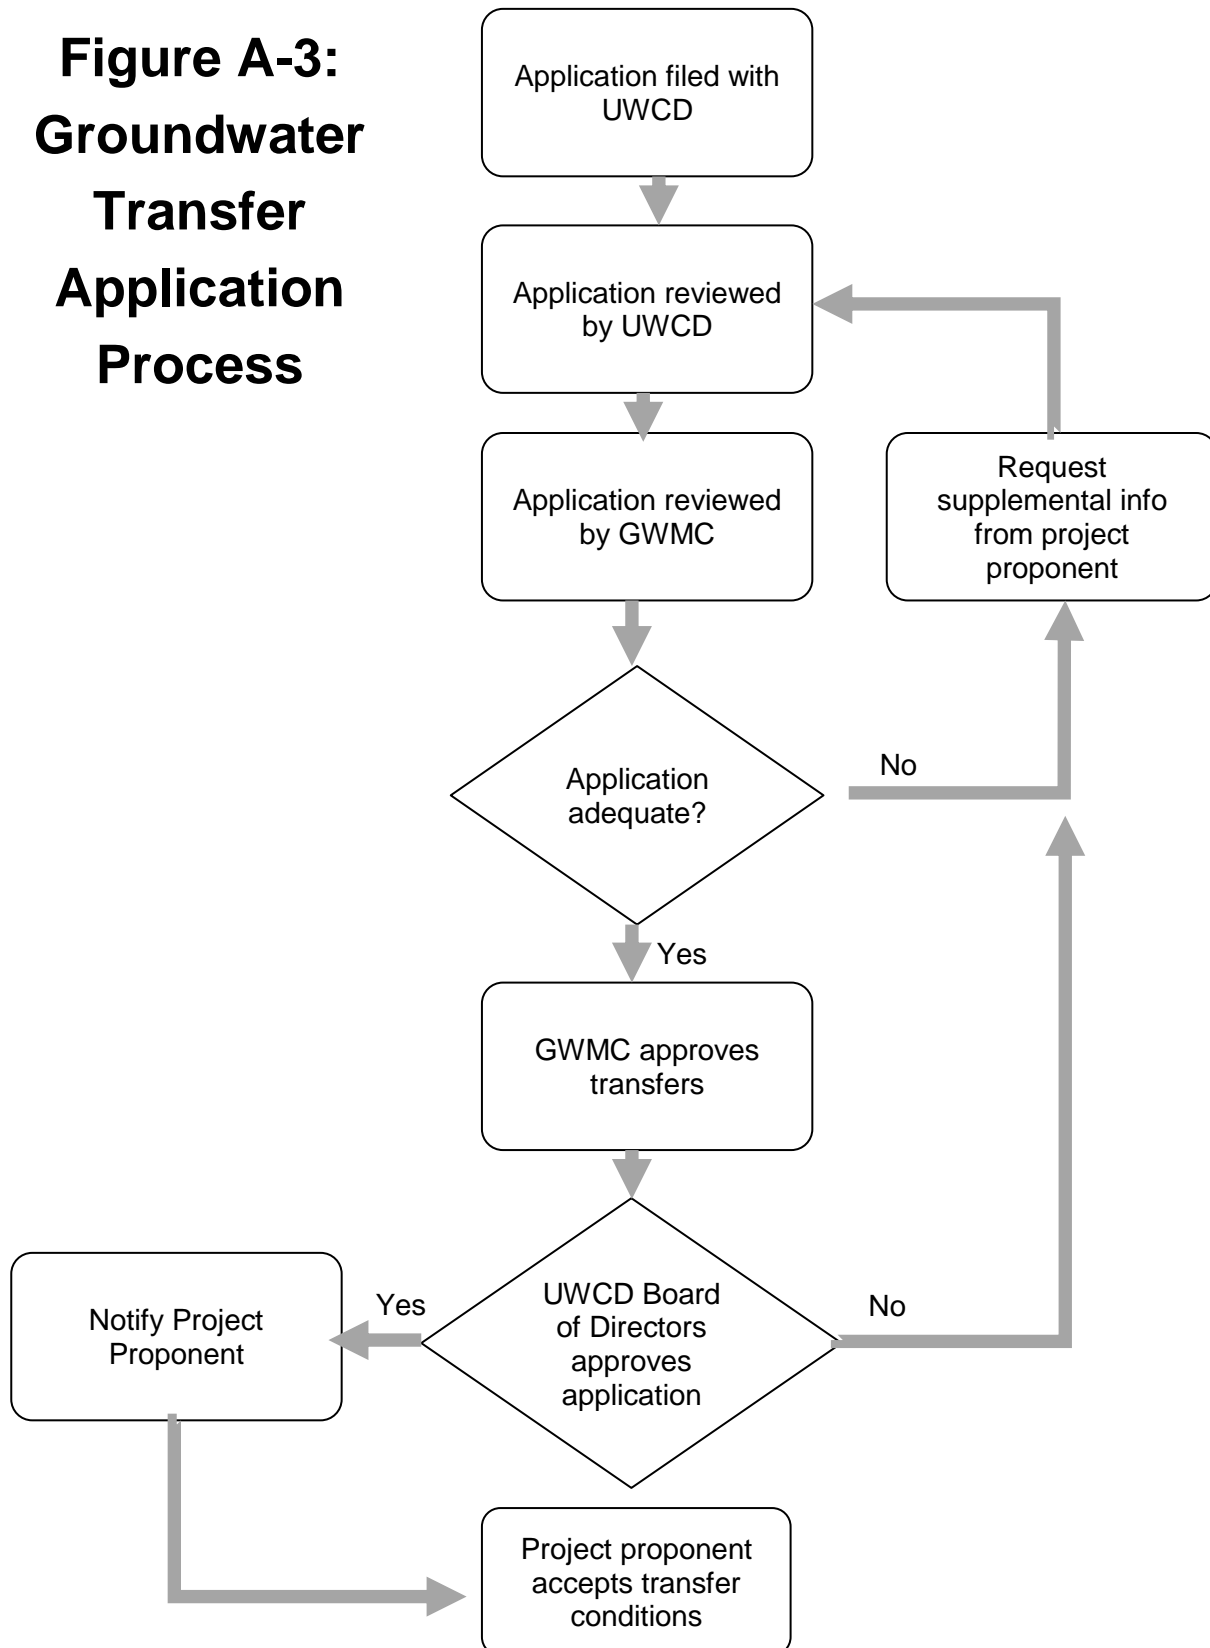 Figure A-3:
Groundwater
Transfer
Application
Process
Application filed with
UWCD
Application reviewed
by UWCD
Application reviewed
by GWMC
Request
supplemental info
from project
proponent
Application
adequate?
No
Yes
GWMC approves
transfers
UWCD Board
of Directors
approves
application
Yes
No
Notify Project
Proponent
Project proponent
accepts transfer
conditions